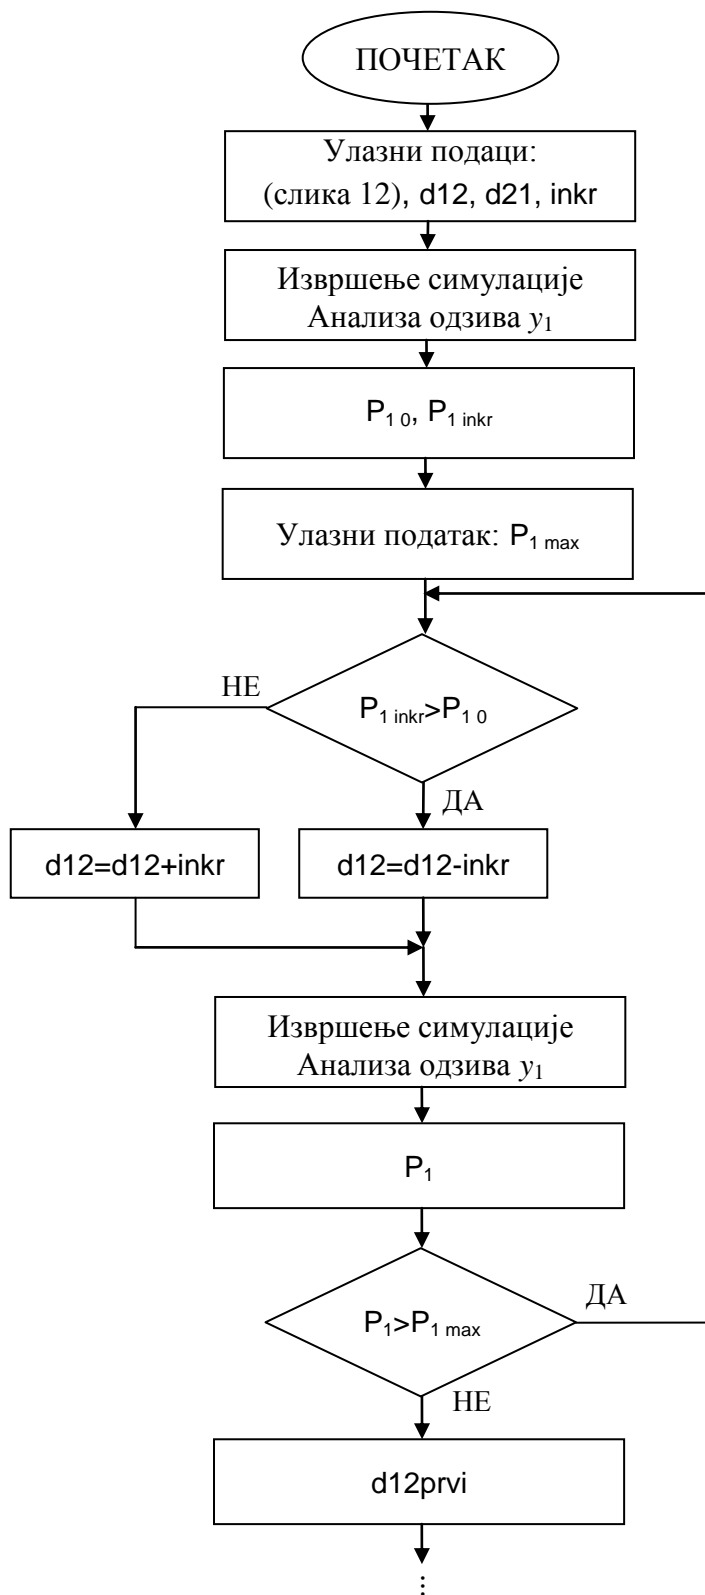 ПОЧЕТАК
Улазни подаци:
(слика 12), d12, d21, inkr
Извршење симулације
Анализа одзива y₁
P₁ ₀, P₁ inkr
Улазни податак: P₁ max
НЕ
P₁ inkr>P₁ ₀
ДА
d12=d12+inkr
d12=d12-inkr
Извршење симулације
Анализа одзива y₁
P₁
ДА
P₁>P₁ max
НЕ
d12prvi
...